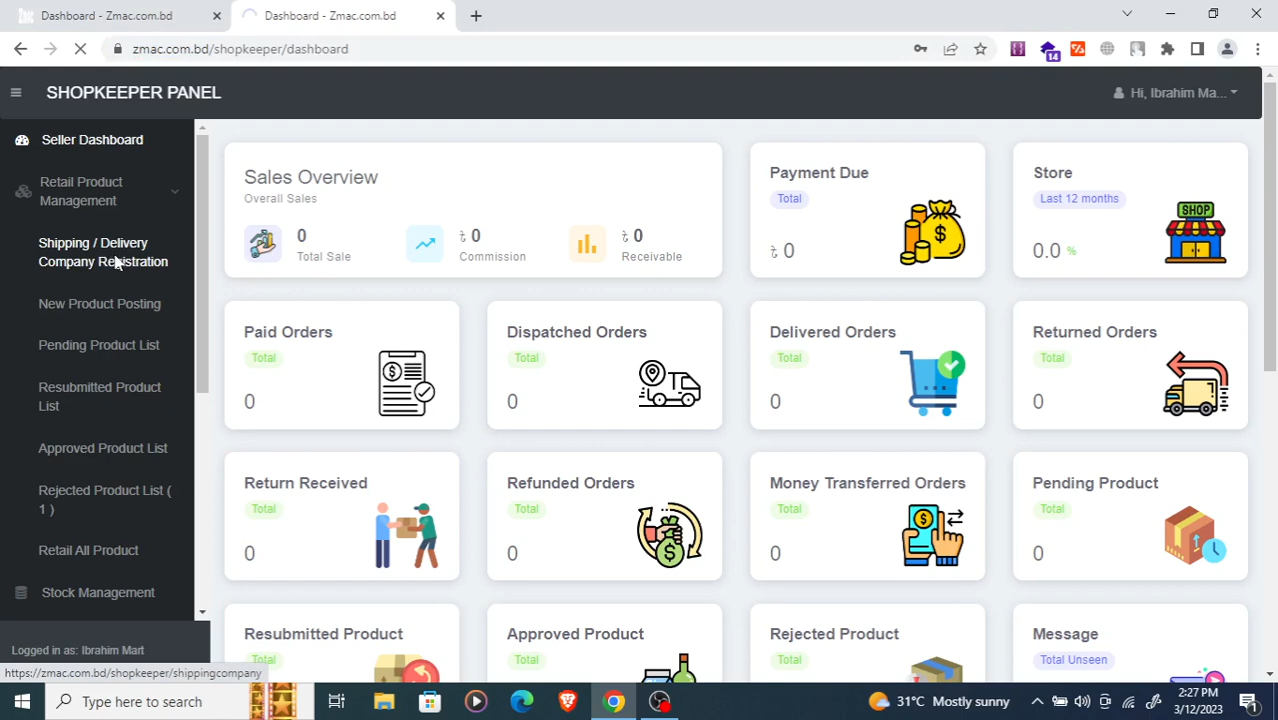 Dashboard - Zmac.com.bd
Dashboard - Zmac.com.bd
zmac.com.bd/shopkeeper/dashboard
14
SHOPKEEPER PANEL
Hi, Ibrahim Ma...
Seller Dashboard
Retail Product
Management
Shipping / Delivery
Company Registration
New Product Posting
Pending Product List
Resubmitted Product
List
Approved Product List
Rejected Product List (
1 )
Retail All Product
Stock Management
Logged in as: Ibrahim Mart
Sales Overview
Overall Sales
0
Total Sale
৳ 0
Commission
৳ 0
Receivable
Payment Due
Total
৳ 0
Store
Last 12 months
SHOP
0.0 %
Paid Orders
Total
0
Dispatched Orders
Total
0
Delivered Orders
Total
0
Returned Orders
Total
0
Return Received
Total
0
Refunded Orders
Total
0
Money Transferred Orders
Total
0
Pending Product
Total
0
Resubmitted Product
Total
Approved Product
Total
Rejected Product
Total
Message
Total Unseen
https://zmac.com.bd/shopkeeper/shippingcompany
Type here to search
31°C Mostly sunny
2:27 PM
3/12/2023
1